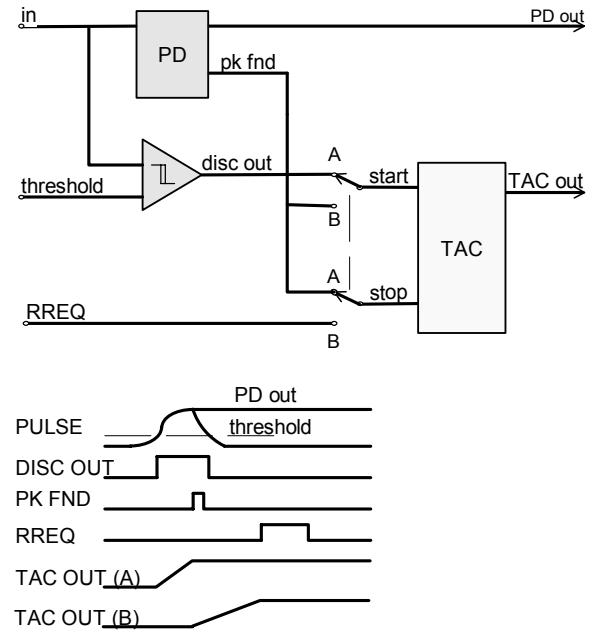 in
PD out
PD
pk fnd
A
disc out
start
threshold
TAC out
B
TAC
A
stop
RREQ
B
PD out
PULSE
threshold
DISC OUT
PK FND
RREQ
TAC OUT (A)
TAC OUT (B)